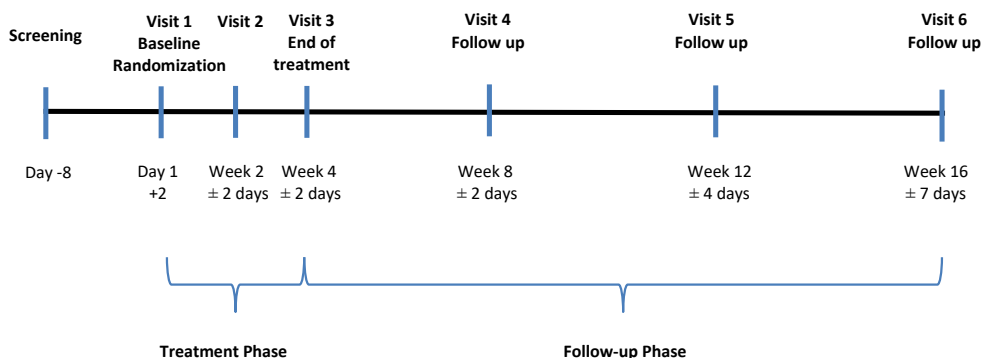 Screening
Visit 1
Baseline
Randomization
Visit 2
Visit 3
End of
treatment
Visit 4
Follow up
Visit 5
Follow up
Visit 6
Follow up
Day -8
Day 1
+2
Week 2
± 2 days
Week 4
± 2 days
Week 8
± 2 days
Week 12
± 4 days
Week 16
± 7 days
Treatment Phase
Follow-up Phase